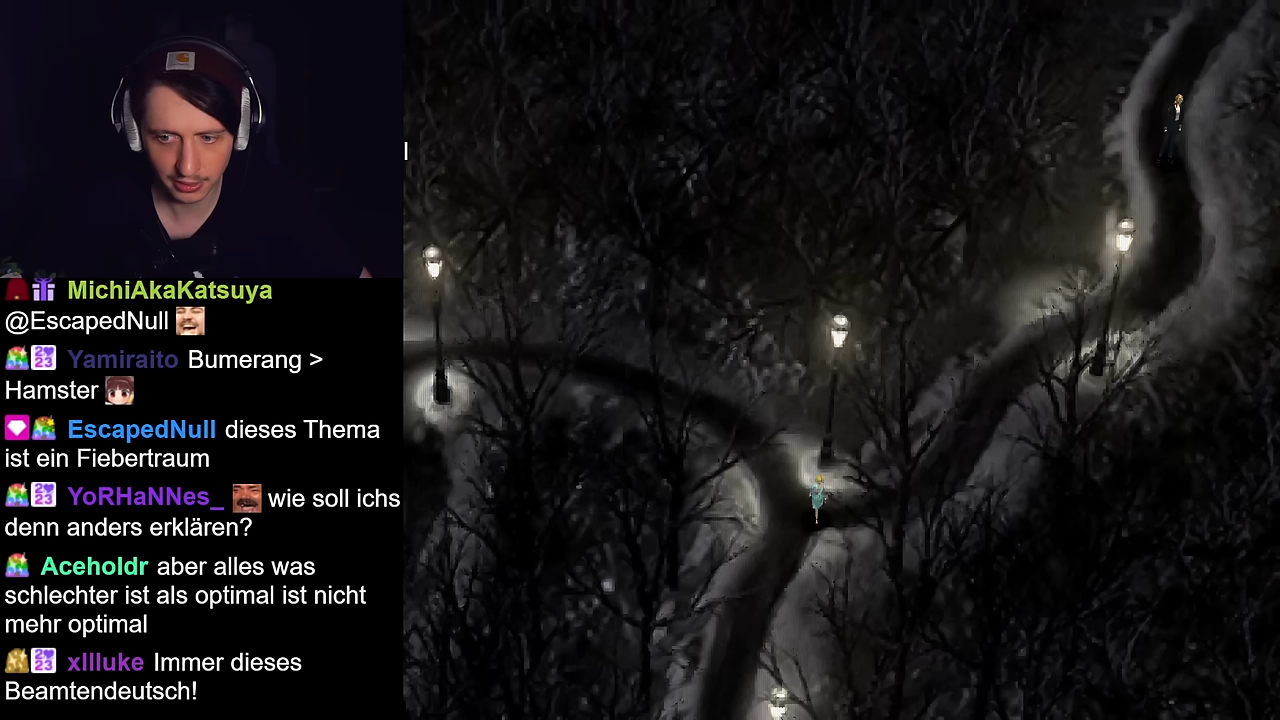 MichiAkaKatsuya
@EscapedNull
Yamiraito Bumerang >
Hamster
EscapedNull dieses Thema
ist ein Fiebertraum
YoRHaNNes_ wie soll ichs
denn anders erklären?
Aceholdr aber alles was
schlechter ist als optimal ist nicht
mehr optimal
xIlluke Immer dieses
Beamtendeutsch!